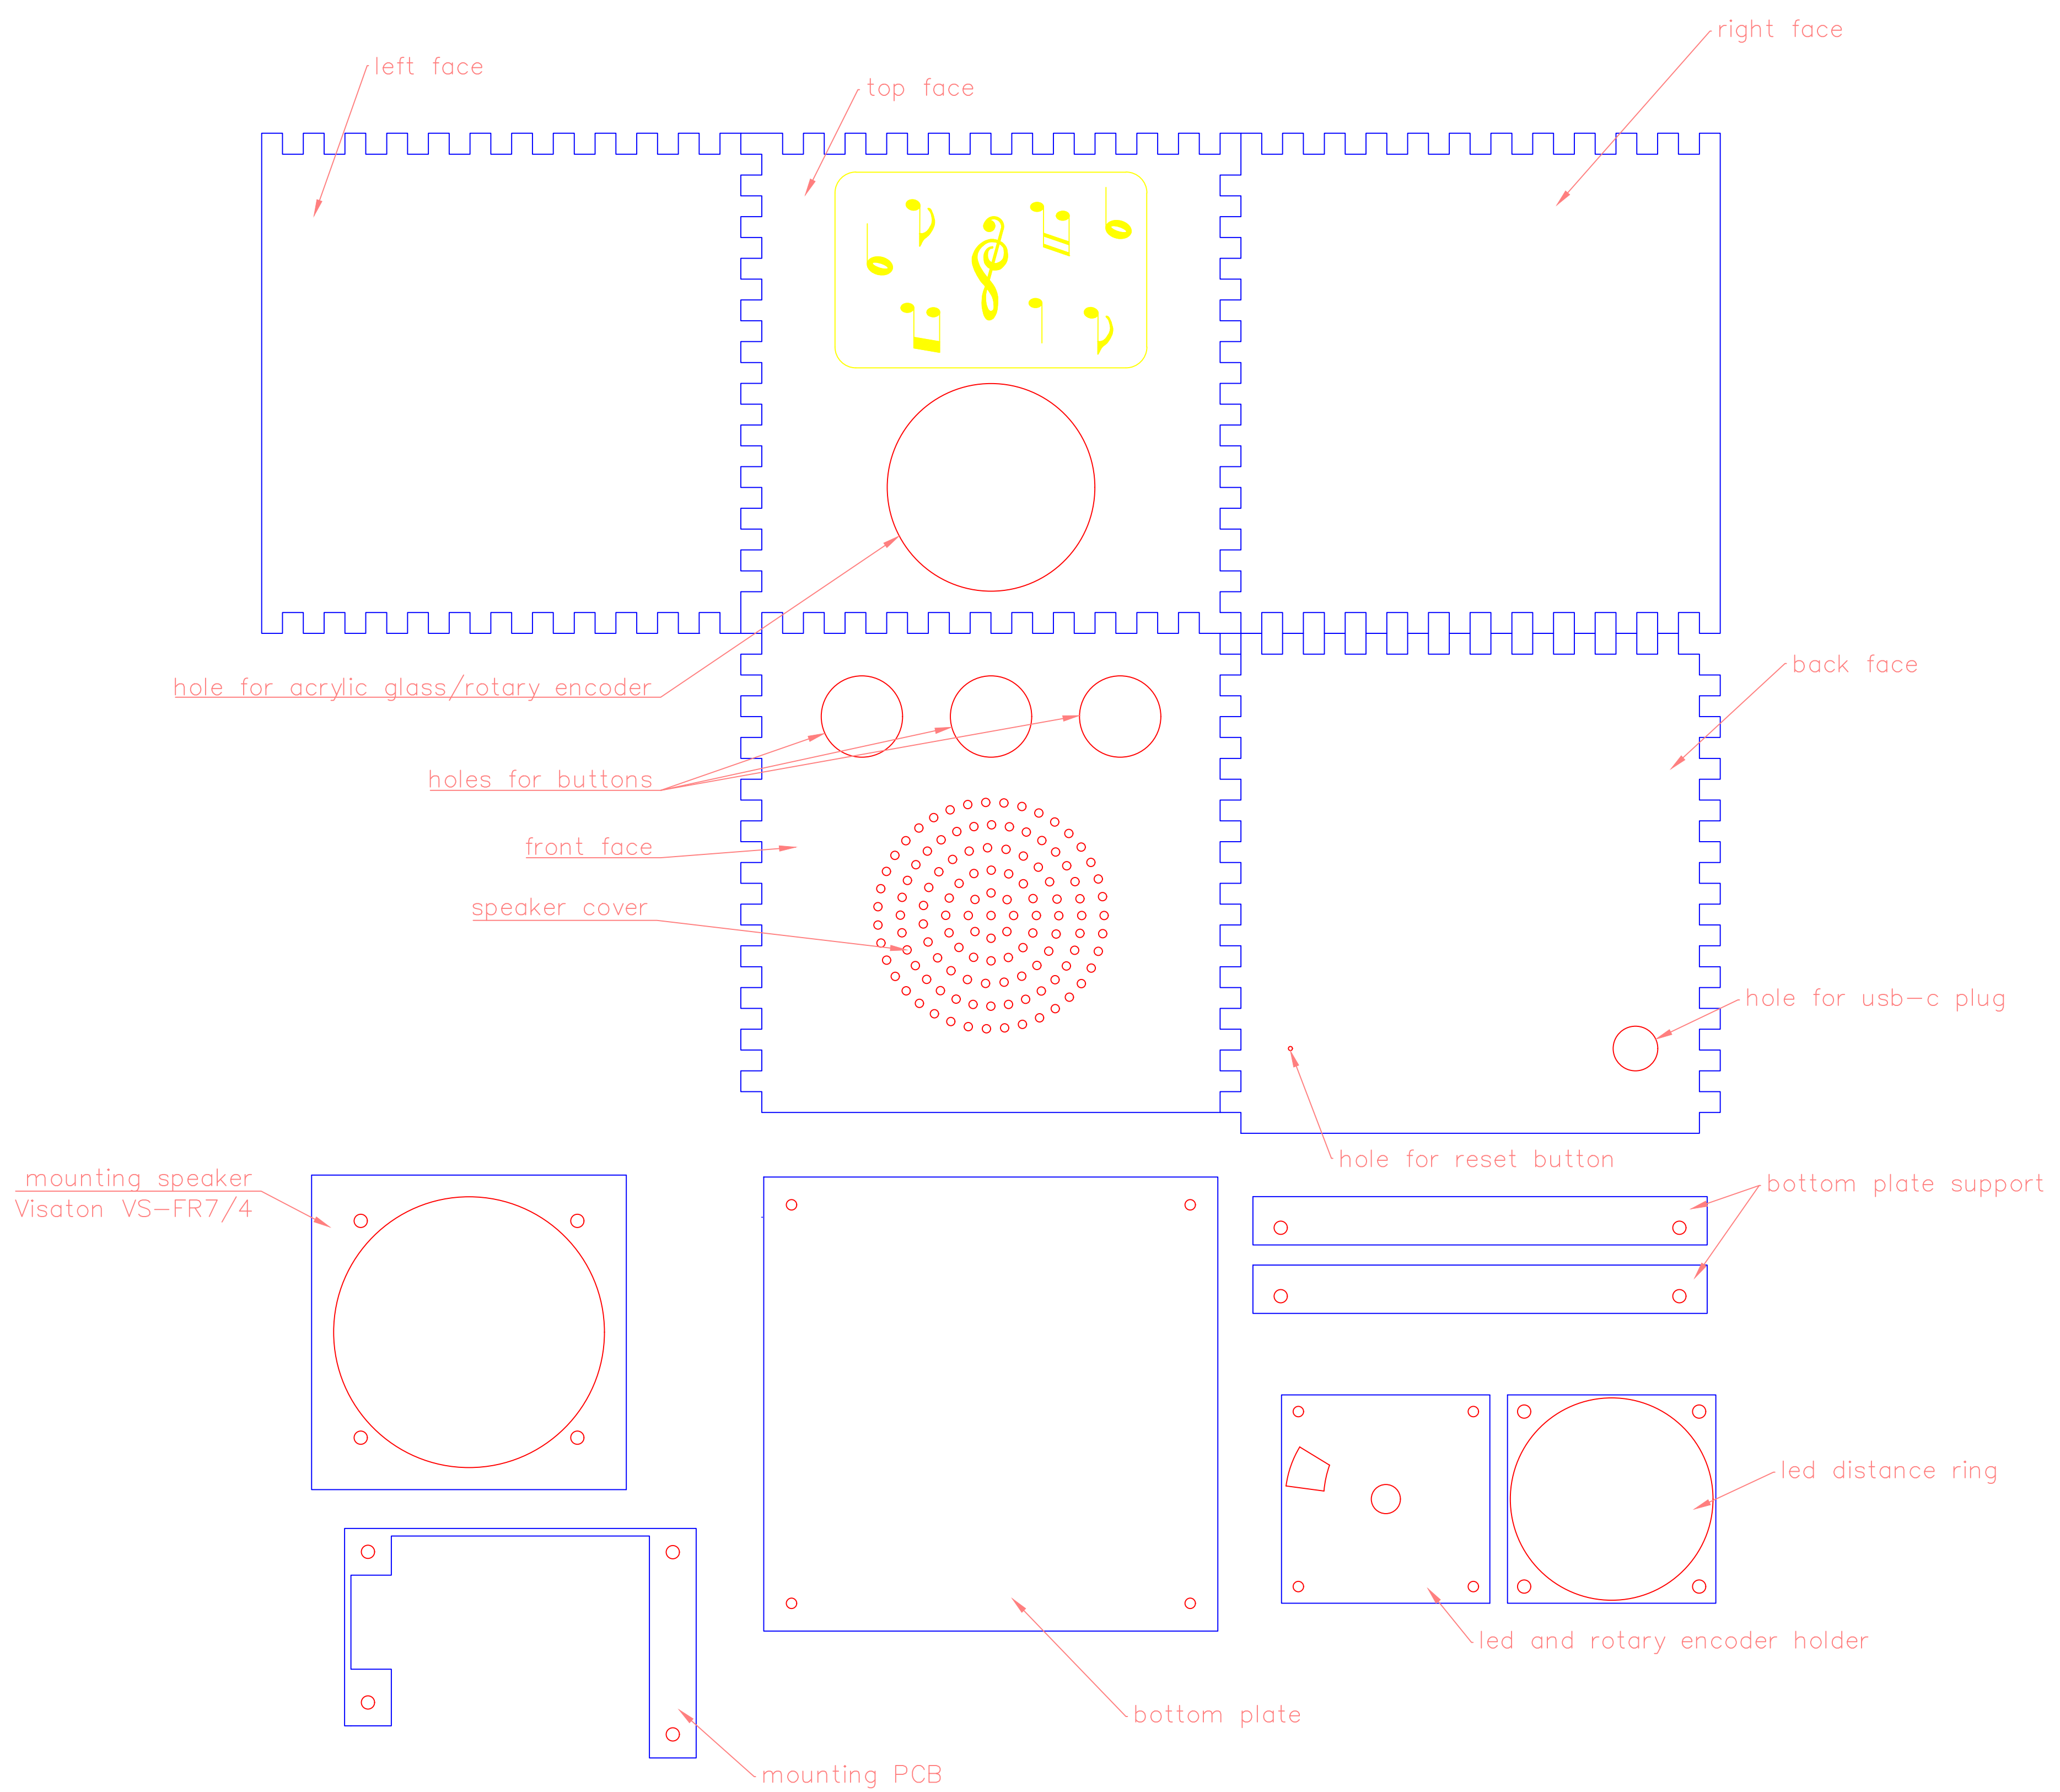 right face
left face
top face
hole for acrylic glass/rotary encoder
back face
holes for buttons
front face
speaker cover
hole for usb-c plug
hole for reset button
mounting speaker
Visaton VS-FR7/4
bottom plate support
led distance ring
led and rotary encoder holder
bottom plate
mounting PCB